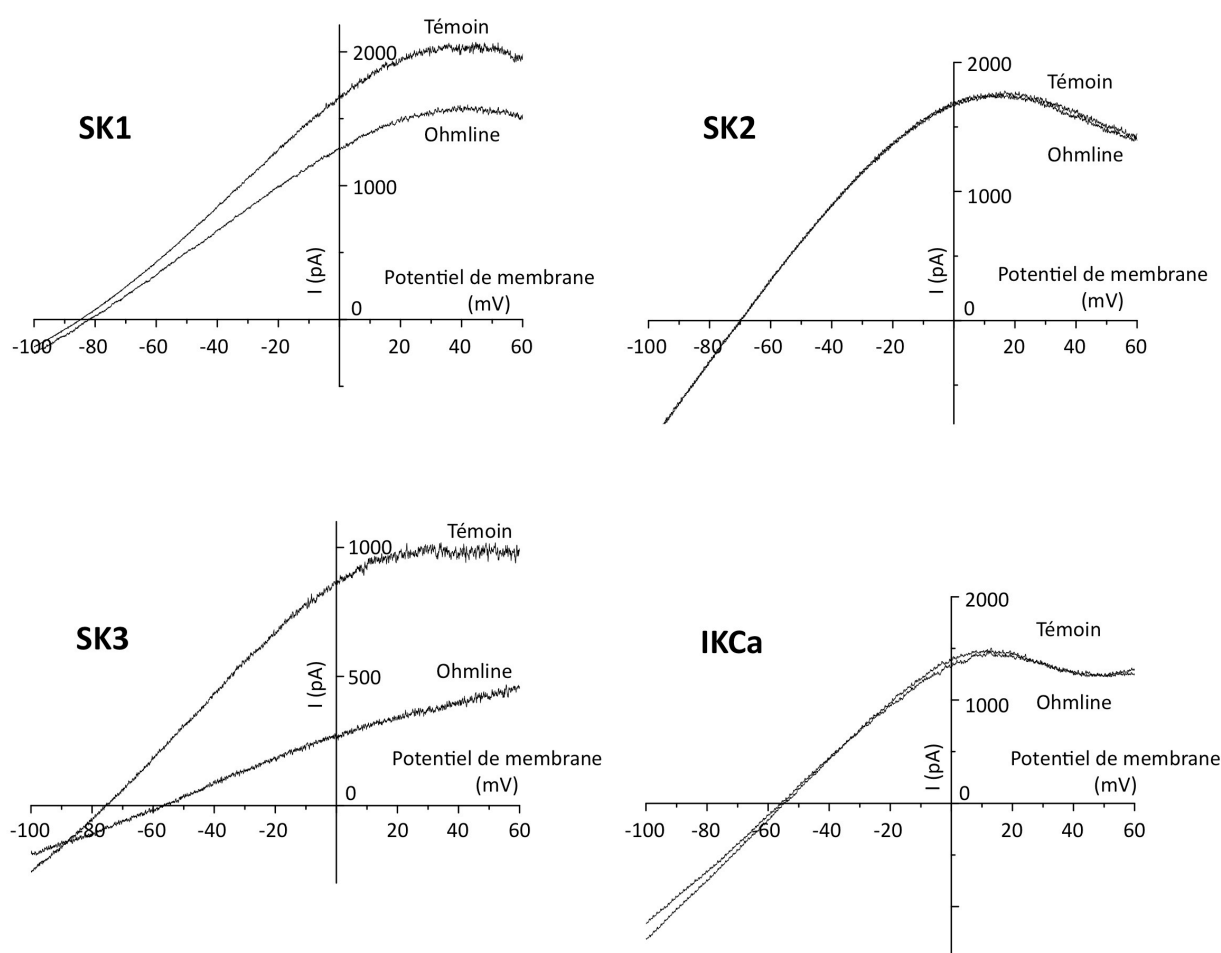 Témoin
2000
SK1
Ohmline
1000
I (pA)
Potentiel de membrane
(mV)
0
-100 -80 -60 -40 -20 20 40 60
2000
Témoin
SK2
Ohmline
1000
I (pA)
Potentiel de membrane
(mV)
0
-100 -80 -60 -40 -20 20 40 60
Témoin
1000
SK3
Ohmline
500
I (pA)
Potentiel de membrane
(mV)
0
-100 -80 -60 -40 -20 20 40 60
2000
Témoin
IKCa
Ohmline
1000
I (pA)
Potentiel de membrane
(mV)
0
-100 -80 -60 -40 -20 20 40 60